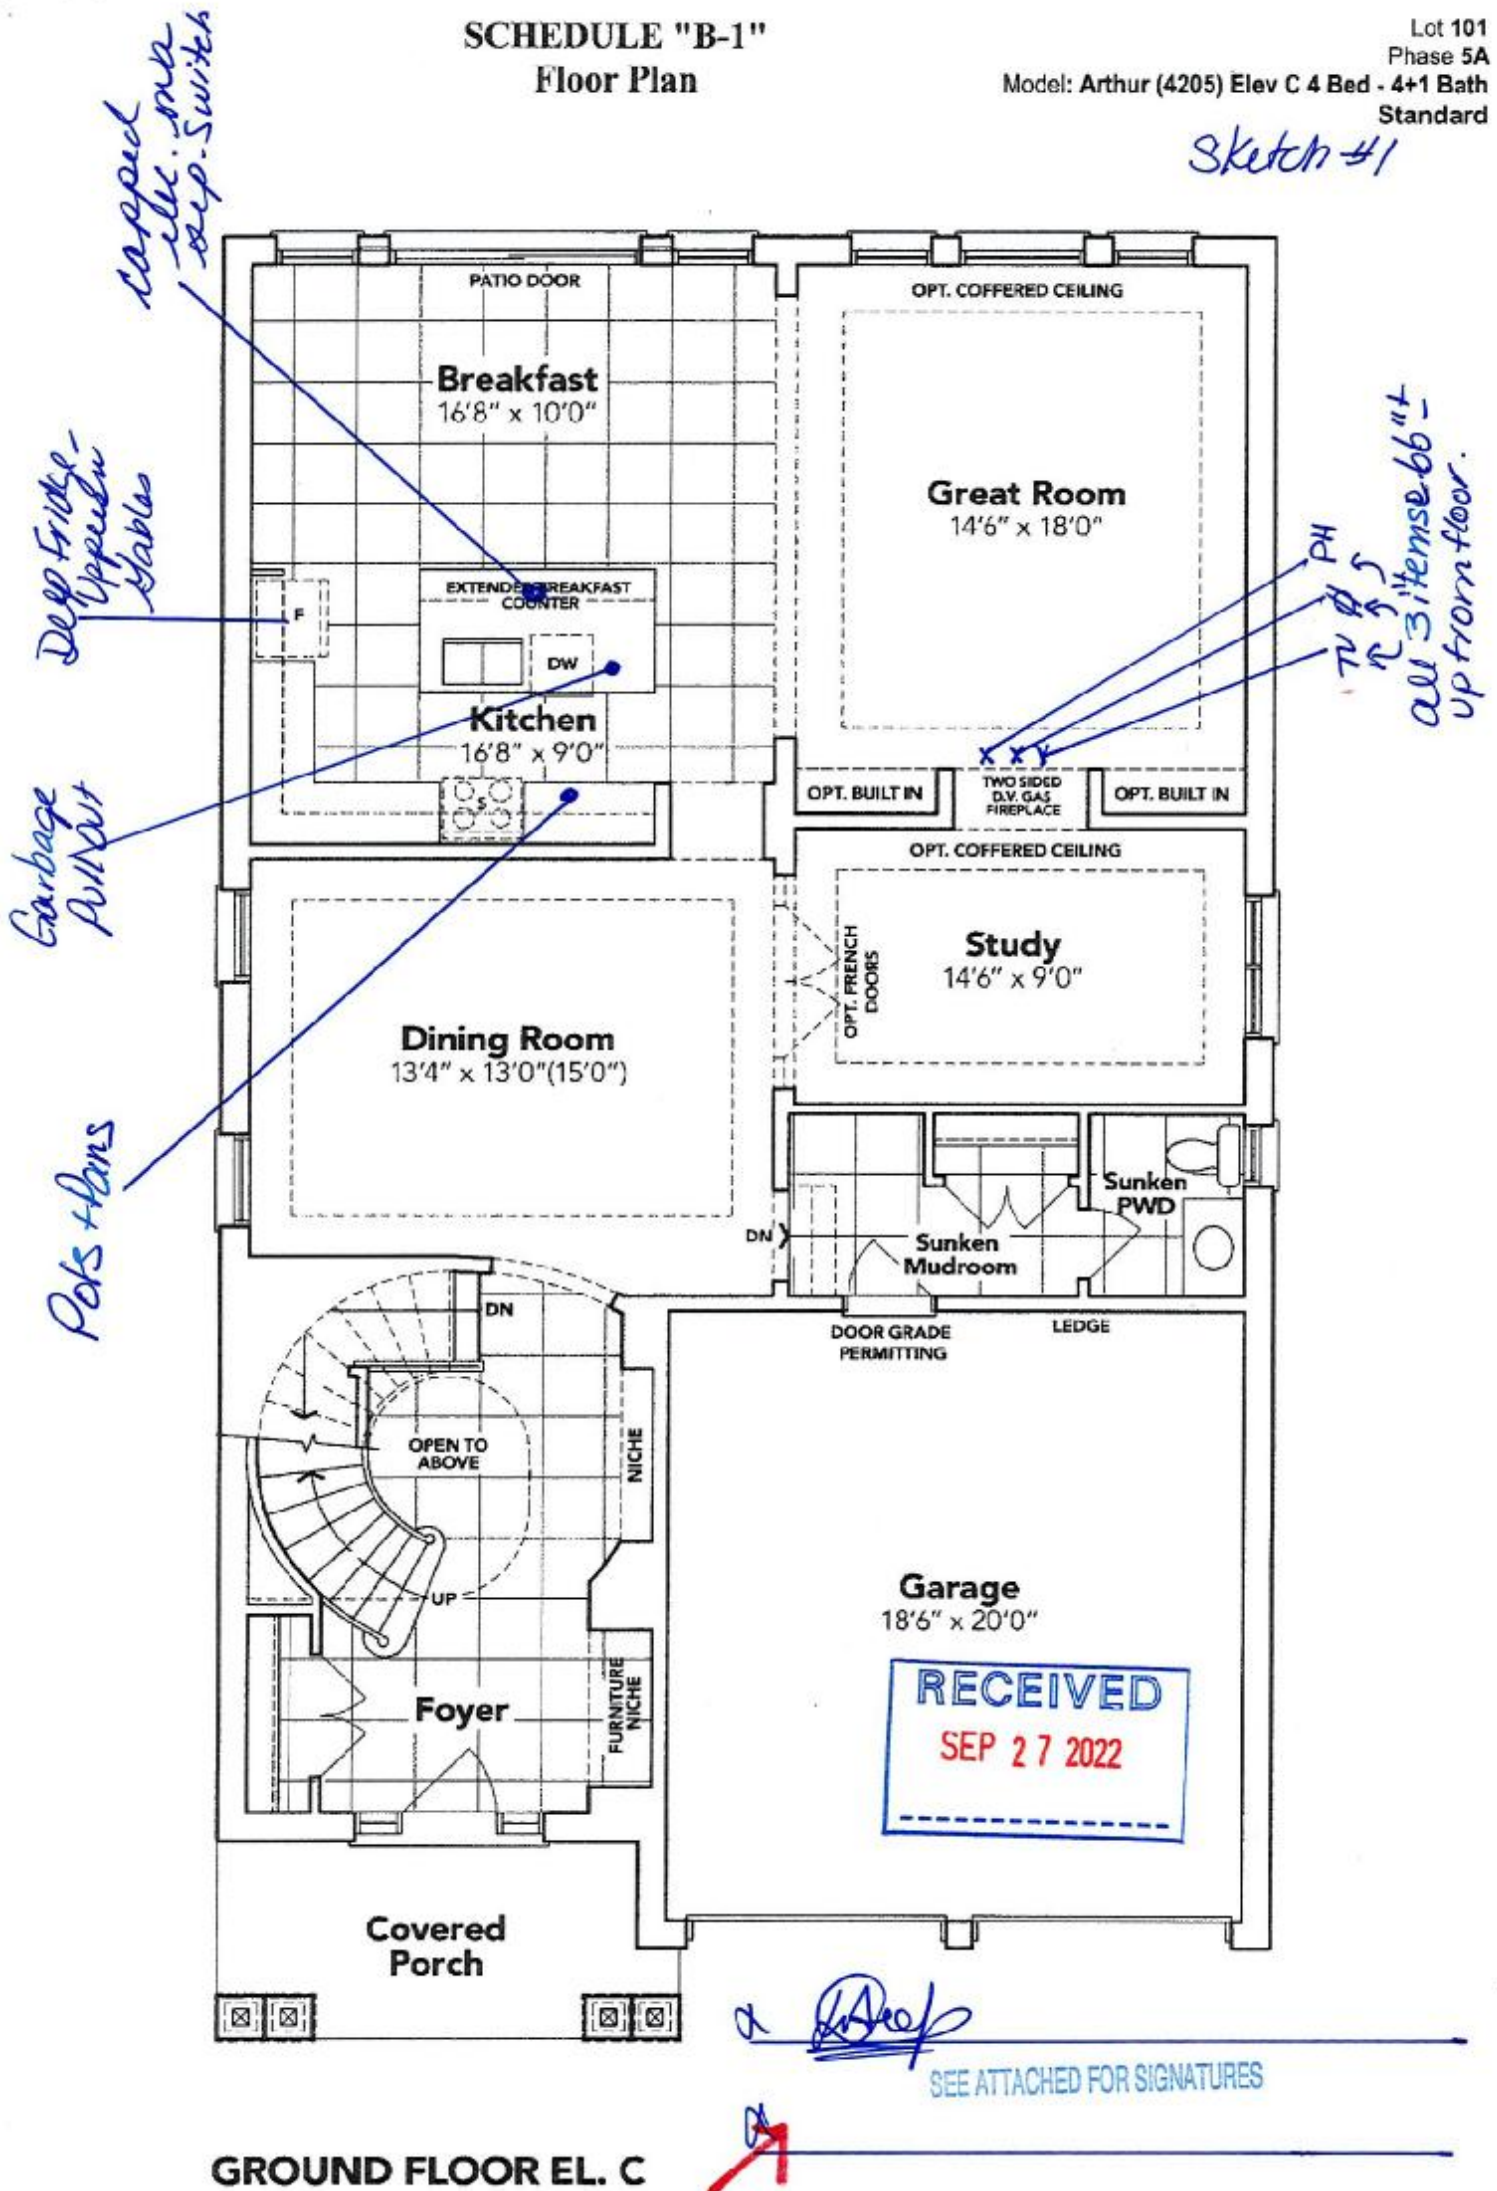 SCHEDULE "B-1"
Floor Plan
Lot 101
Phase 5A
Model: Arthur (4205) Elev C 4 Bed - 4+1 Bath
Standard
Sketch #1
capped
elec. on a
sep. switch
PATIO DOOR
OPT. COFFERED CEILING
Breakfast
16'8" x 10'0"
Great Room
14'6" x 18'0"
Deep Fridge -
Upper
Gables
PH
TV
all 3 items 66"±
up from floor.
EXTENDED BREAKFAST
COUNTER
F
DW
Kitchen
16'8" x 9'0"
S
OPT. BUILT IN
TWO SIDED
D.V. GAS
FIREPLACE
OPT. BUILT IN
Garbage
Pullout
OPT. COFFERED CEILING
Study
14'6" x 9'0"
OPT. FRENCH
DOORS
Dining Room
13'4" x 13'0"(15'0")
Pots + Pans
Sunken
PWD
DN
Sunken
Mudroom
DN
DOOR GRADE
PERMITTING
LEDGE
OPEN TO
ABOVE
NICHE
UP
Garage
18'6" x 20'0"
FURNITURE
NICHE
Foyer
RECEIVED
SEP 27 2022
Covered
Porch
SEE ATTACHED FOR SIGNATURES
GROUND FLOOR EL. C